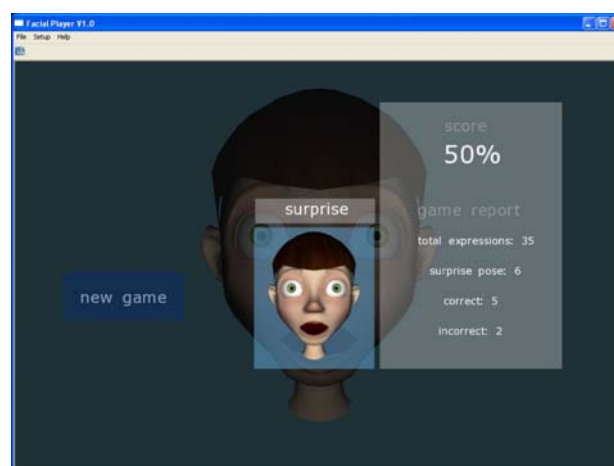 Facial Player V1.0
File Setup Help
score
50%
surprise
game report
total expressions: 35
surprise pose: 6
new game
correct: 5
incorrect: 2